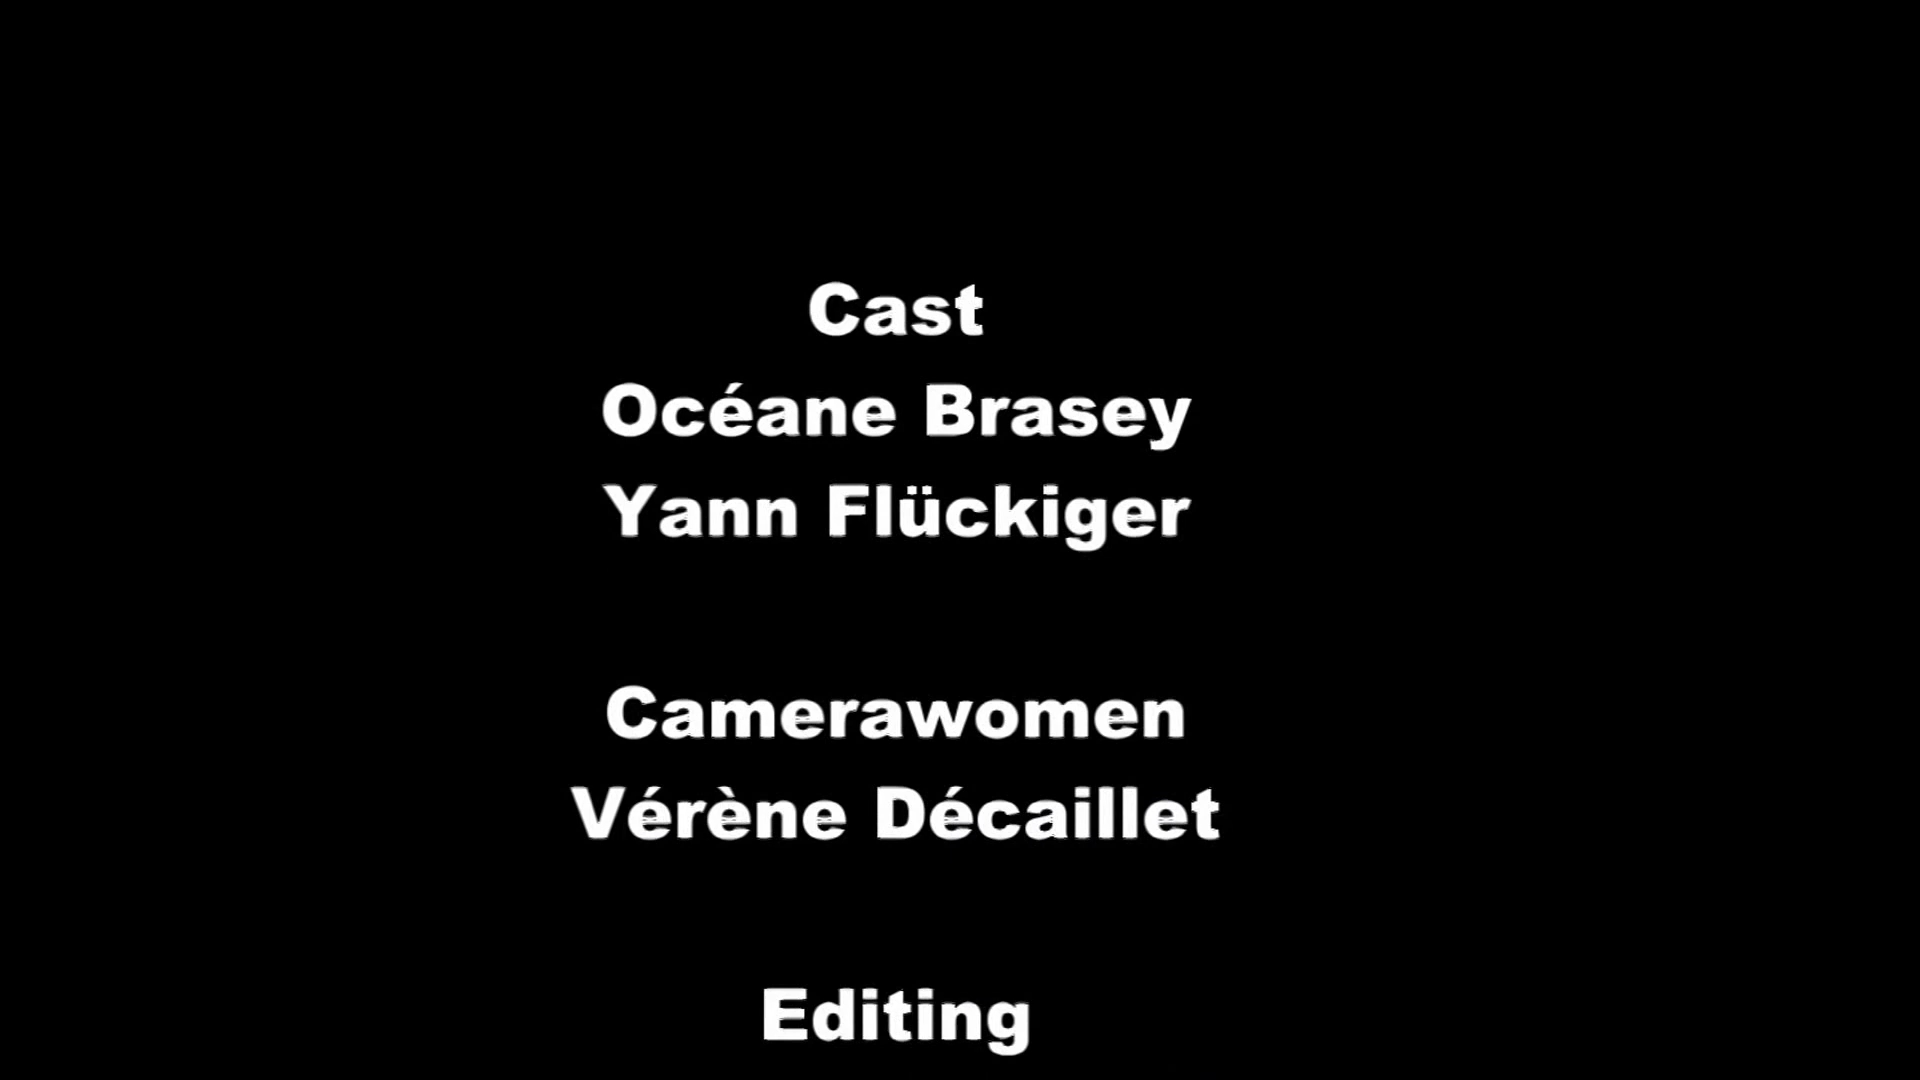 Cast
Océane Brasey
Yann Flückiger
Camerawomen
Vérène Décaillet
Editing